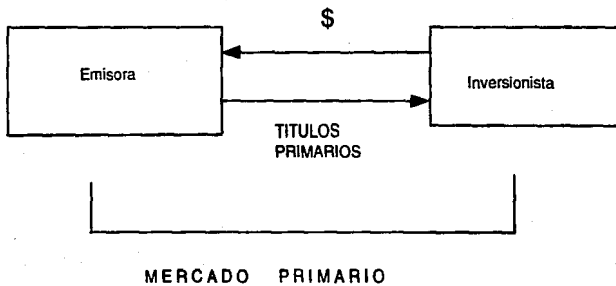 $
Emisora
Inversionista
TITULOS
PRIMARIOS
MERCADO PRIMARIO